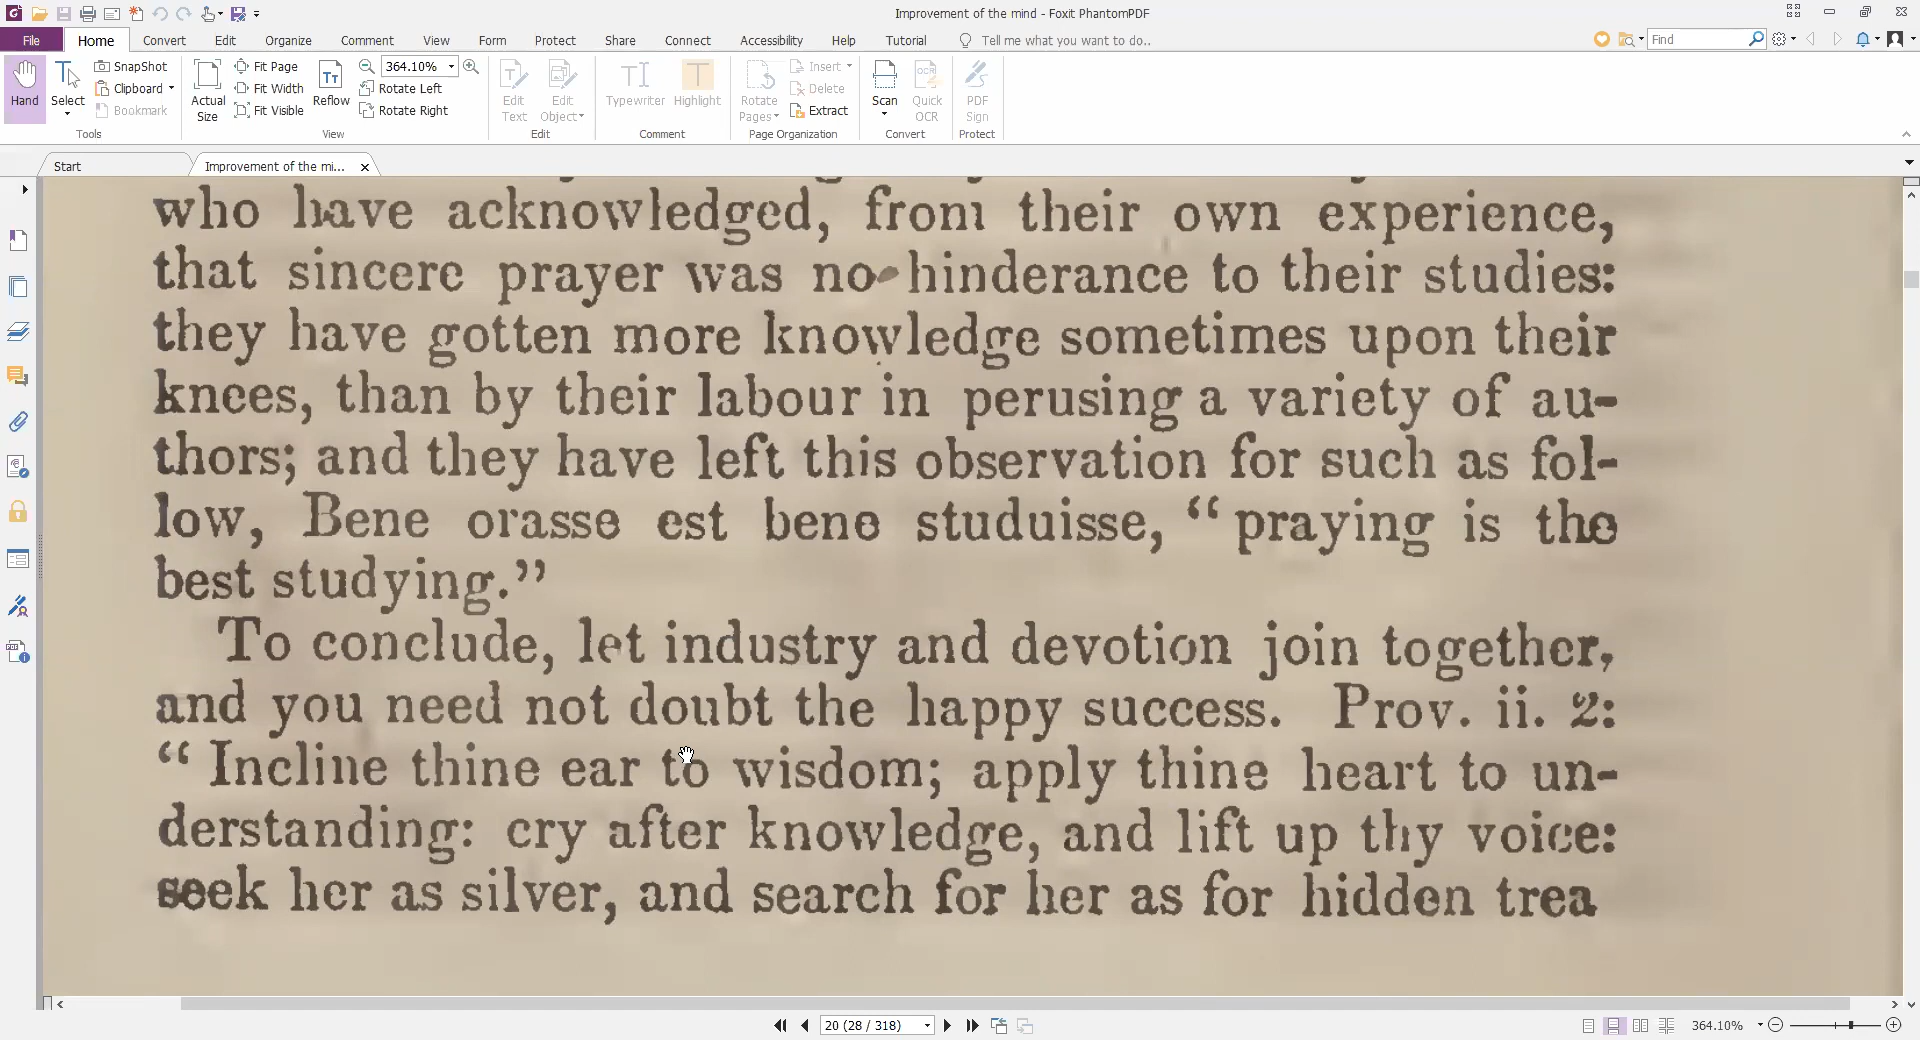 Improvement of the mind - Foxit PhantomPDF
File Home Convert Edit Organize Comment View Form Protect Share Connect Accessibility Help Tutorial Tell me what you want to do.. Find
Hand
Select
SnapShot
Clipboard
Bookmark
Tools
Actual Size
Fit Page
Fit Width
Fit Visible
Reflow
364.10%
Rotate Left
Rotate Right
View
Edit Text
Edit Object
Edit
Typewriter
Highlight
Comment
Rotate Pages
Insert
Delete
Extract
Page Organization
Scan
Quick OCR
Convert
PDF Sign
Protect
Start
Improvement of the mi...
who have acknowledged, from their own experience,
that sincere prayer was no hinderance to their studies:
they have gotten more knowledge sometimes upon their
knees, than by their labour in perusing a variety of au-
thors; and they have left this observation for such as fol-
low, Bene orasse est bene studuisse, “praying is the
best studying.”
To conclude, let industry and devotion join together,
and you need not doubt the happy success. Prov. ii. 2:
“Incline thine ear to wisdom; apply thine heart to un-
derstanding: cry after knowledge, and lift up thy voice:
seek her as silver, and search for her as for hidden trea
20 (28 / 318)
364.10%